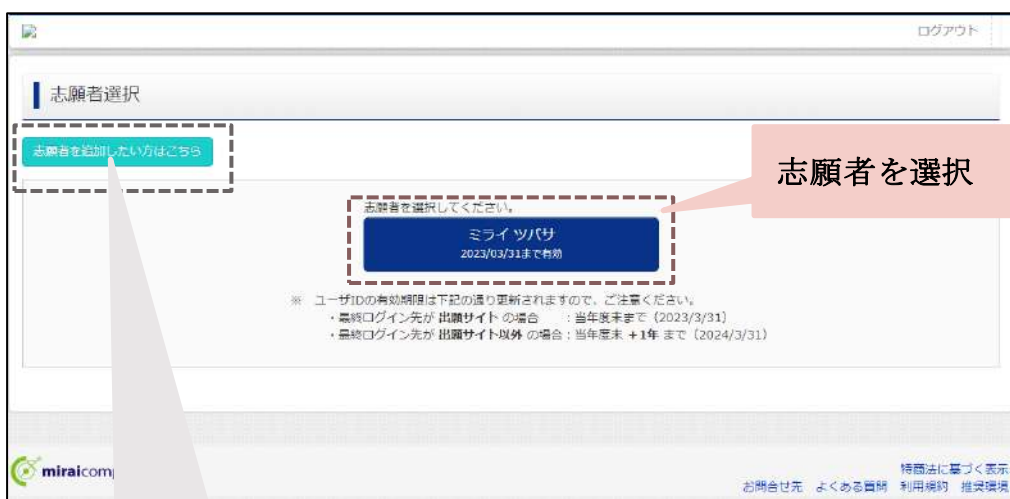 ログアウト
志願者選択
志願者を追加したい方はこちら
志願者を選択
志願者を選択してください。
ミライ ツバサ
2023/03/31まで有効
※ ユーザIDの有効期限は下記の通り更新されますので、ご注意ください。
・最終ログイン先が 出願サイト の場合 : 当年度末まで (2023/3/31)
・最終ログイン先が 出願サイト以外 の場合 : 当年度末 +1年 まで (2024/3/31)
miraicom
特商法に基づく表示
お問合せ先 よくある質問 利用規約 推奨環境